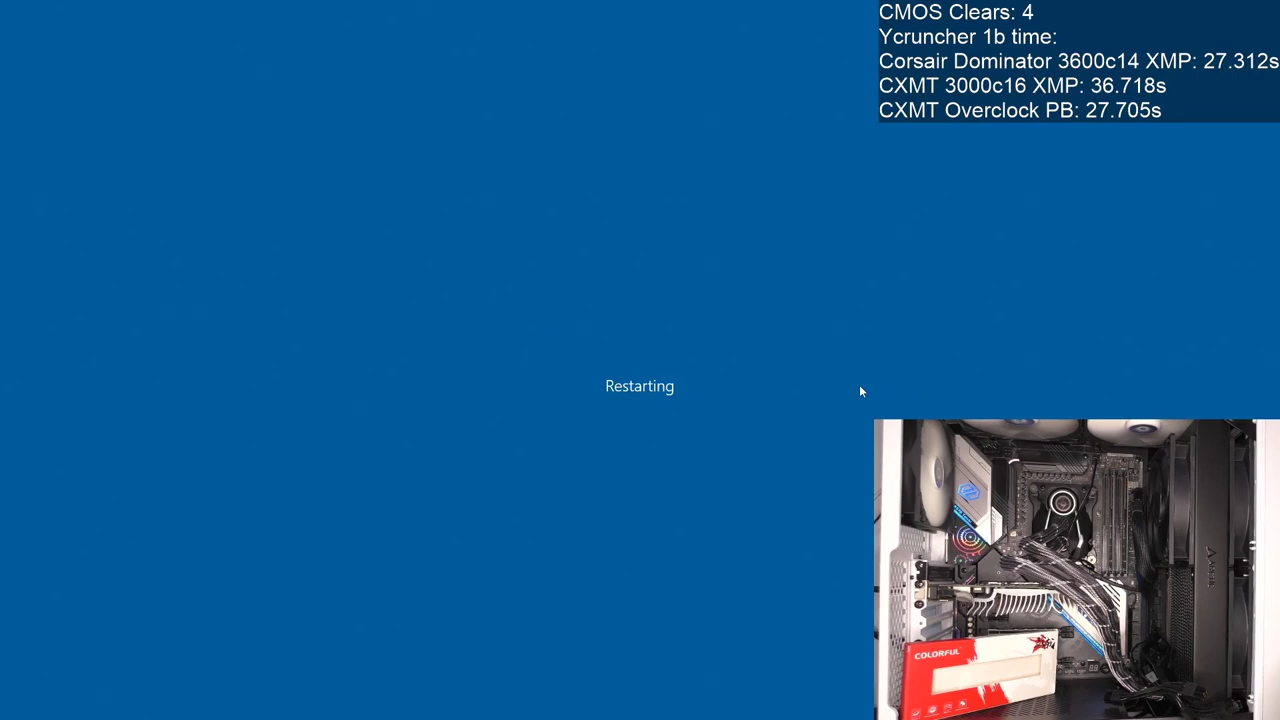 CMOS Clears: 4
Ycruncher 1b time:
Corsair Dominator 3600c14 XMP: 27.312s
CXMT 3000c16 XMP: 36.718s
CXMT Overclock PB: 27.705s
Restarting
COLORFUL